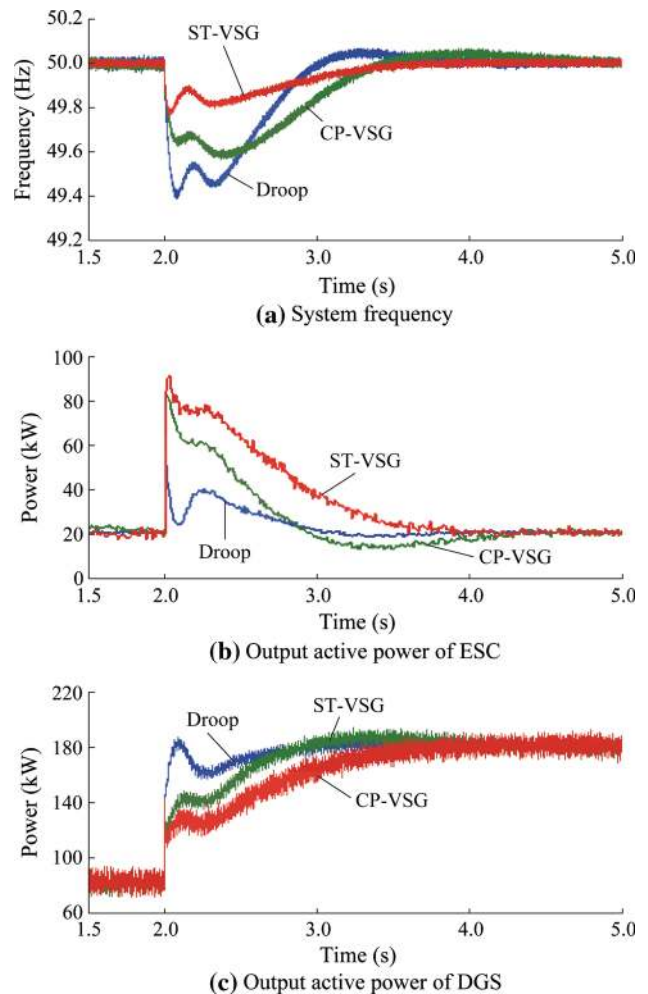 50.2
50.0
49.8
49.6
49.4
49.2
Frequency (Hz)
ST-VSG
CP-VSG
Droop
1.5 2.0 3.0 4.0 5.0
Time (s)
(a) System frequency
100
80
60
40
20
0
Power (kW)
ST-VSG
Droop
CP-VSG
1.5 2.0 3.0 4.0 5.0
Time (s)
(b) Output active power of ESC
220
180
140
100
60
Power (kW)
Droop
ST-VSG
CP-VSG
1.5 2.0 3.0 4.0 5.0
Time (s)
(c) Output active power of DGS